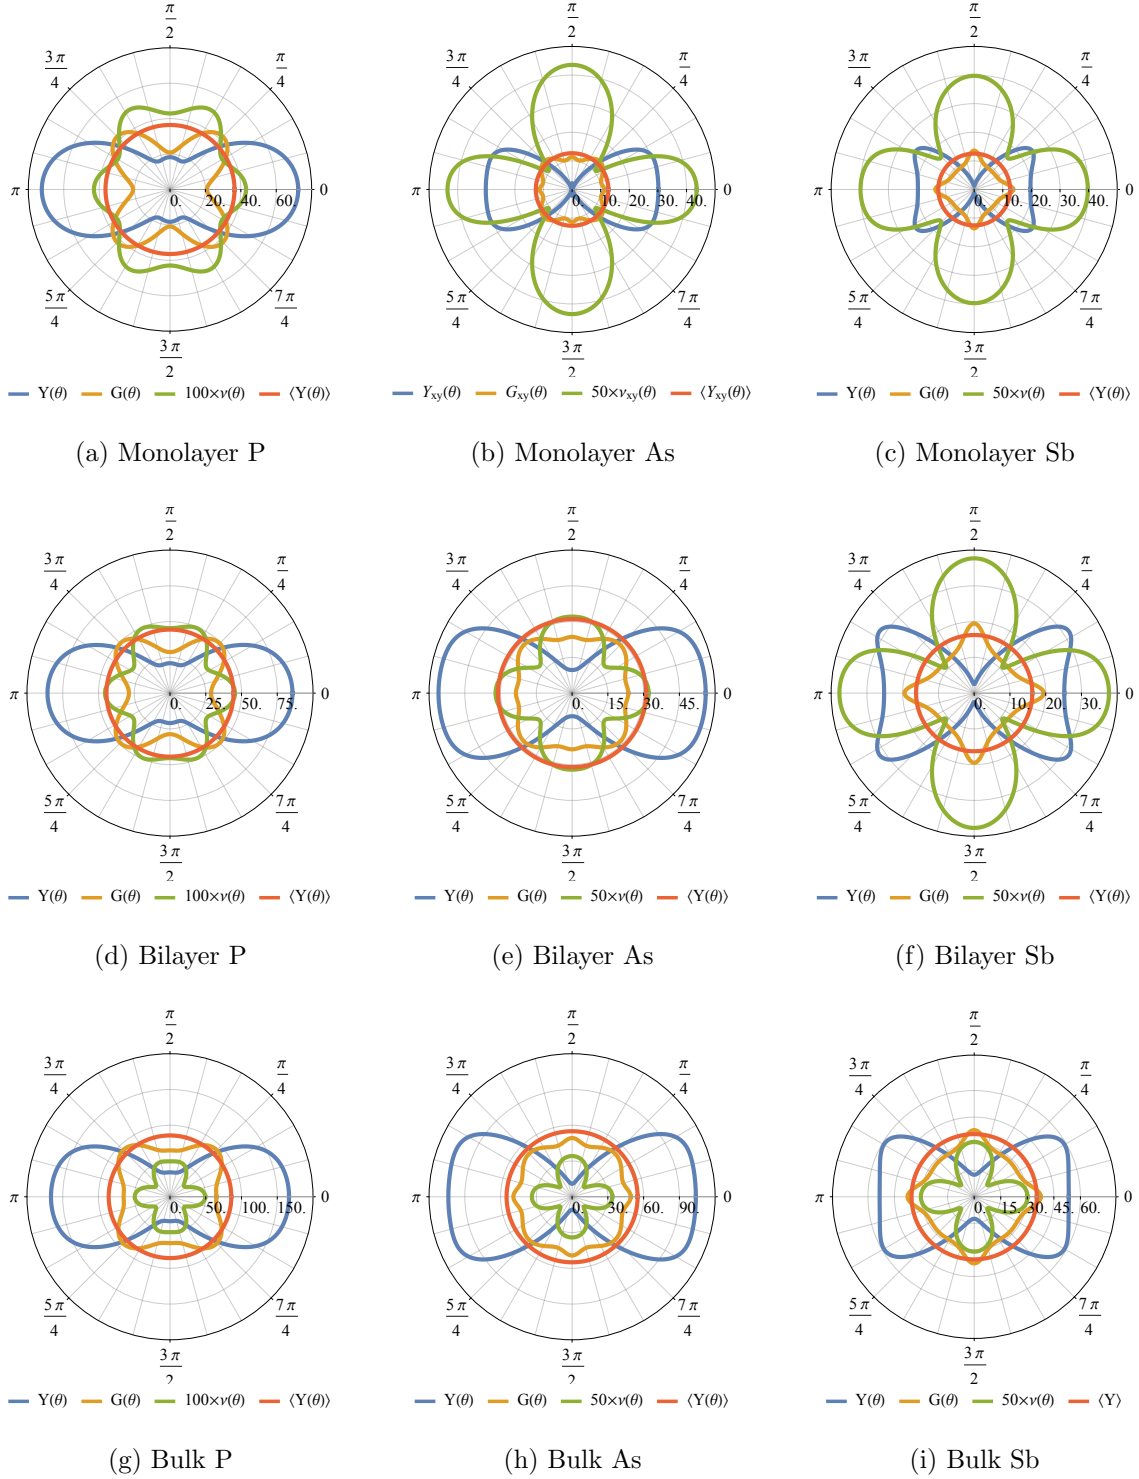 π/2 π/2 π/2
3π/4 π/4 3π/4 π/4 3π/4 π/4
π 0. 20. 40. 60. 0 π 0. 10. 20. 30. 40. 0 π 0. 10. 20. 30. 40. 0
5π/4 7π/4 5π/4 7π/4 5π/4 7π/4
3π/2 3π/2 3π/2
Y(θ) G(θ) 100×ν(θ) ⟨Y(θ)⟩ Y_xy(θ) G_xy(θ) 50×ν_xy(θ) ⟨Y_xy(θ)⟩ Y(θ) G(θ) 50×ν(θ) ⟨Y(θ)⟩
(a) Monolayer P (b) Monolayer As (c) Monolayer Sb
π/2 π/2 π/2
3π/4 π/4 3π/4 π/4 3π/4 π/4
π 0. 25. 50. 75. 0 π 0. 15. 30. 45. 0 π 0. 10. 20. 30. 0
5π/4 7π/4 5π/4 7π/4 5π/4 7π/4
3π/2 3π/2 3π/2
Y(θ) G(θ) 100×ν(θ) ⟨Y(θ)⟩ Y(θ) G(θ) 50×ν(θ) ⟨Y(θ)⟩ Y(θ) G(θ) 50×ν(θ) ⟨Y(θ)⟩
(d) Bilayer P (e) Bilayer As (f) Bilayer Sb
π/2 π/2 π/2
3π/4 π/4 3π/4 π/4 3π/4 π/4
π 0. 50. 100. 150. 0 π 0. 30. 60. 90. 0 π 0. 15. 30. 45. 60. 0
5π/4 7π/4 5π/4 7π/4 5π/4 7π/4
3π/2 3π/2 3π/2
Y(θ) G(θ) 100×ν(θ) ⟨Y(θ)⟩ Y(θ) G(θ) 50×ν(θ) ⟨Y(θ)⟩ Y(θ) G(θ) 50×ν(θ) ⟨Y⟩
(g) Bulk P (h) Bulk As (i) Bulk Sb